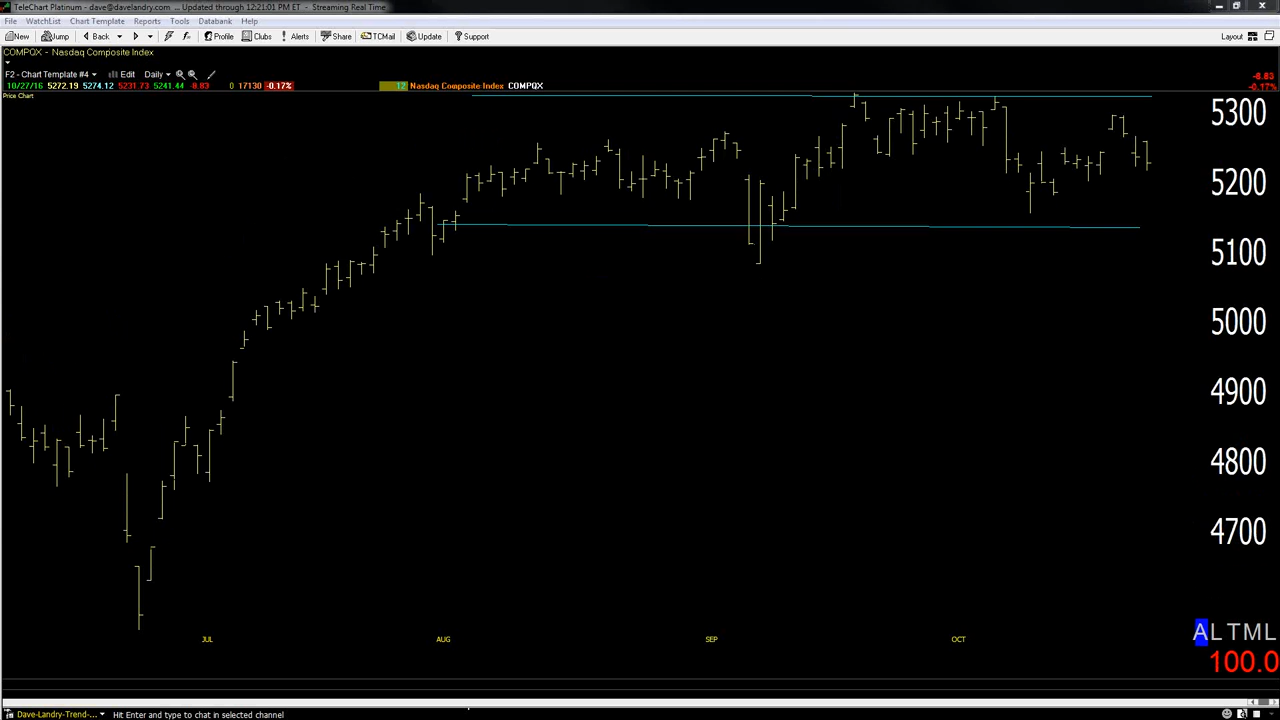 TeleChart Platinum - dave@davelandry.com ... Updated through 12:21:01 PM ET - Streaming Real Time
File WatchList Chart Template Reports Tools Databank Help
New Jump Back Profile Clubs Alerts Share TCMail Update Support Layout
COMPQX - Nasdaq Composite Index
F2 - Chart Template #4 Edit Daily
-8.83
10/27/16 5272.19 5274.12 5231.73 5241.44 -8.83 0 17130 -0.17% 12 Nasdaq Composite Index COMPQX -0.17%
Price Chart
5300
5200
5100
5000
4900
4800
4700
ALTML
JUL AUG SEP OCT
100.0
Dave-Landry-Trend-... Hit Enter and type to chat in selected channel